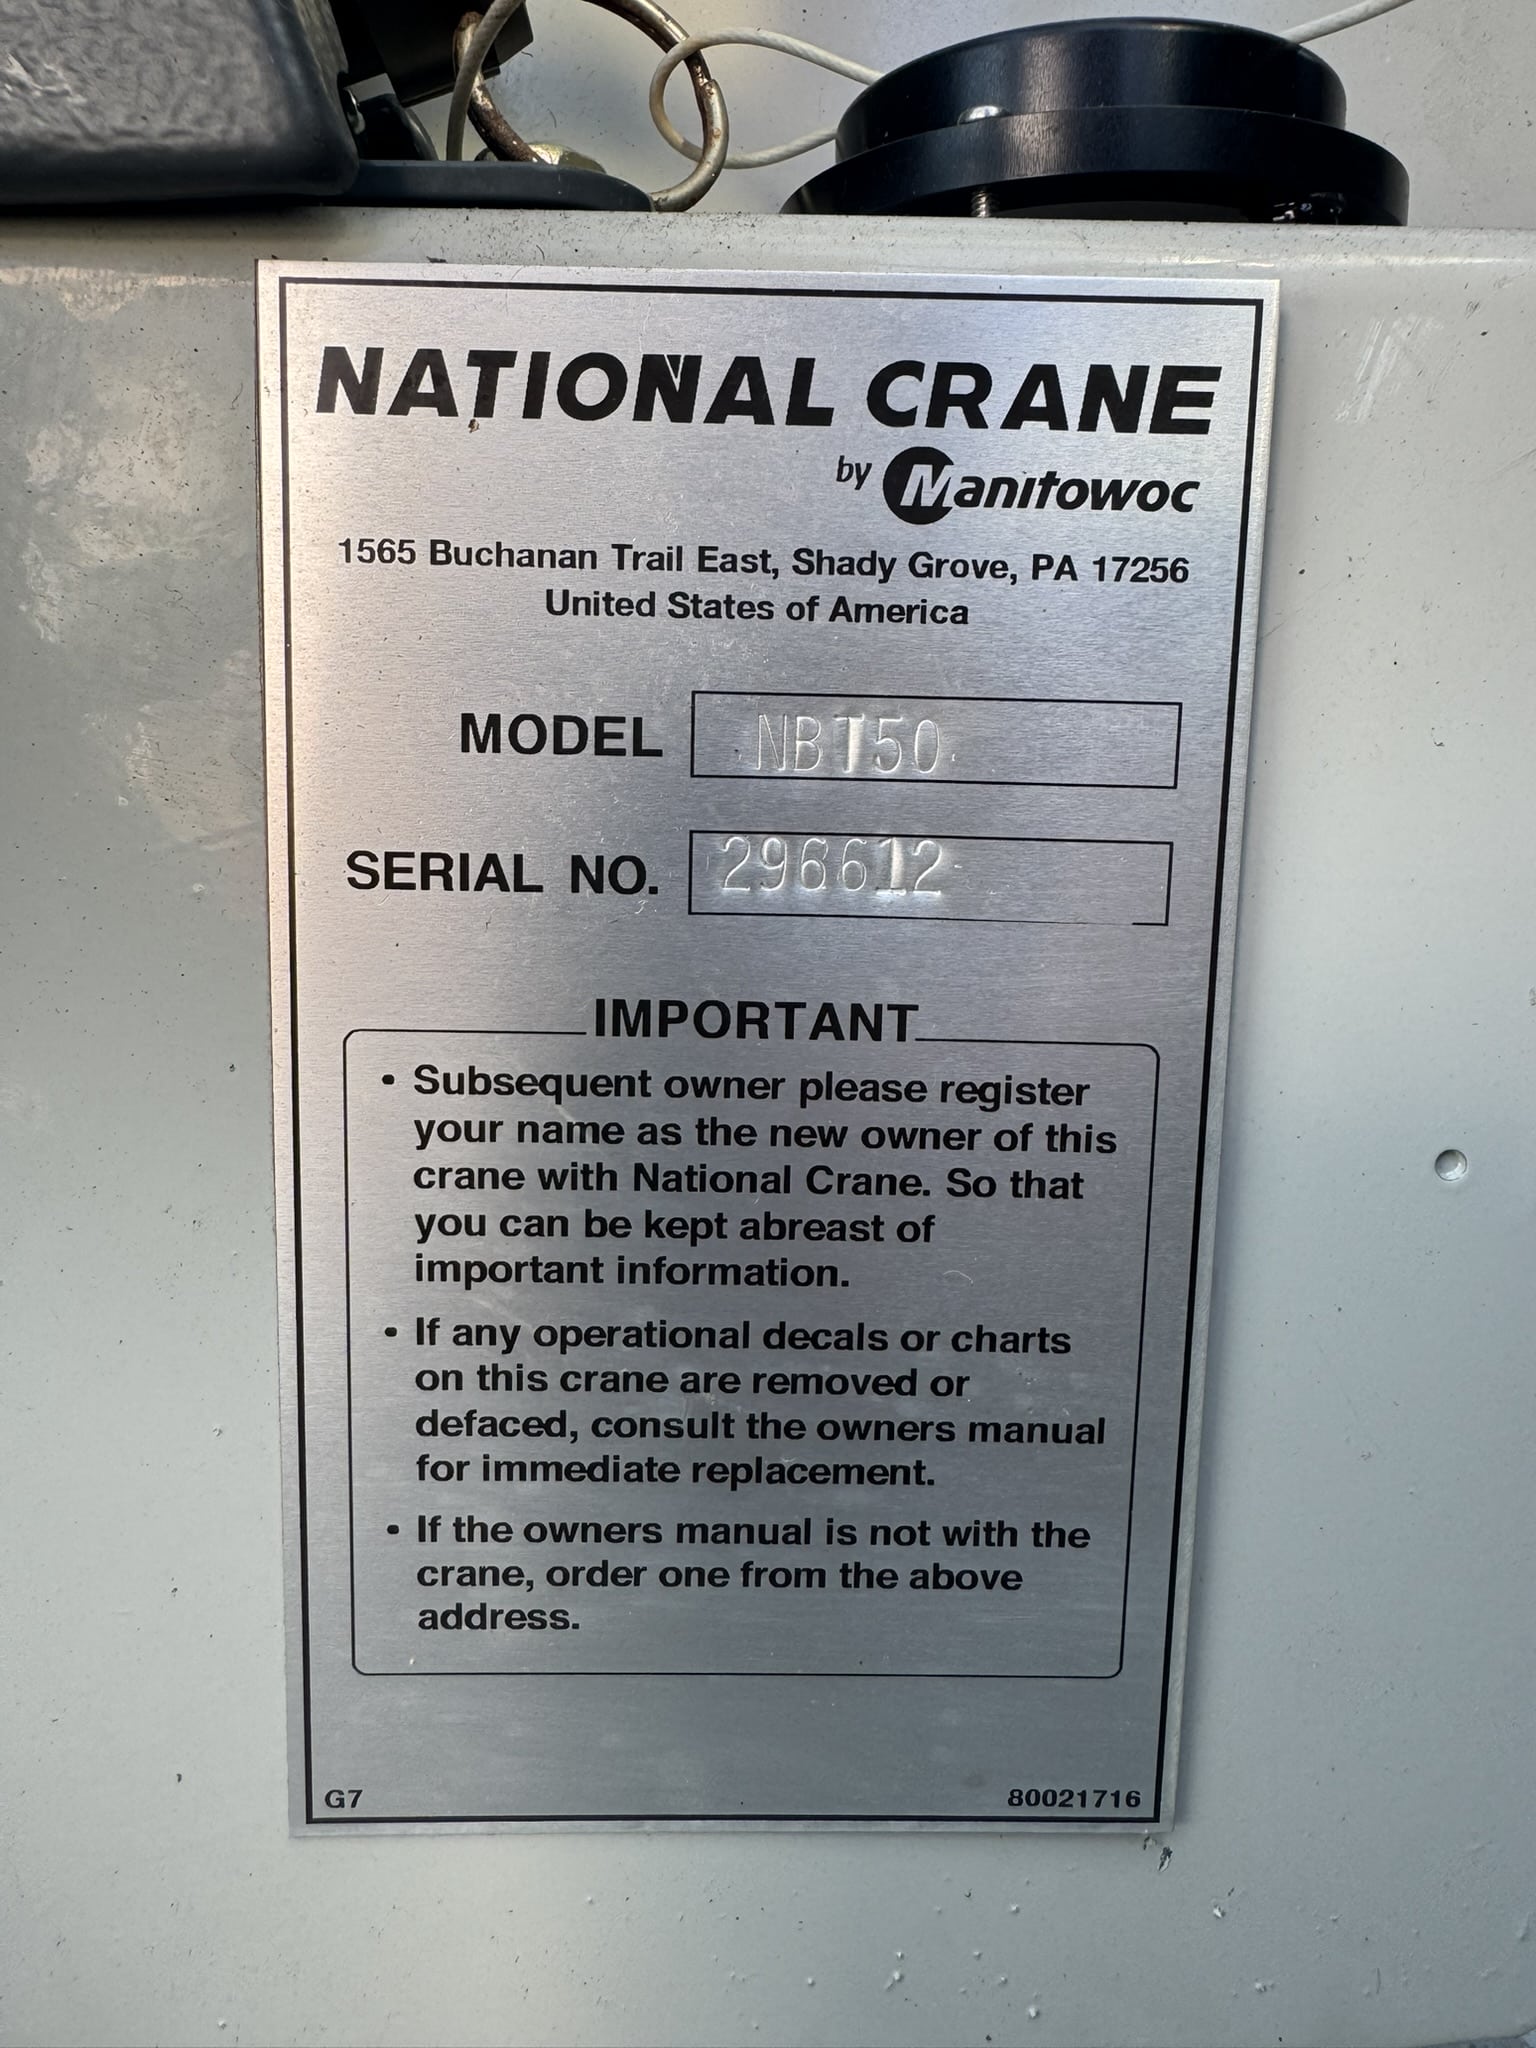 NATIONAL CRANE
by Manitowoc
1565 Buchanan Trail East, Shady Grove, PA 17256
United States of America
MODEL NBT50
SERIAL NO. 296612
IMPORTANT
• Subsequent owner please register
your name as the new owner of this
crane with National Crane. So that
you can be kept abreast of
important information.
• If any operational decals or charts
on this crane are removed or
defaced, consult the owners manual
for immediate replacement.
• If the owners manual is not with the
crane, order one from the above
address.
G7 80021716